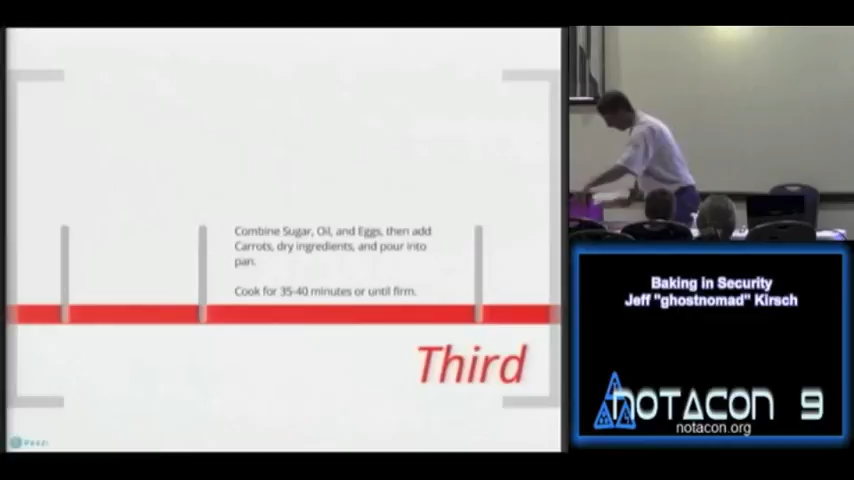 Combine Sugar, Oil, and Eggs, then add
Carrots, dry ingredients, and pour into
pan.
Cook for 35-40 minutes or until firm.
Third
Prezi
Baking in Security
Jeff "ghostnomad" Kirsch
NOTACON 9
notacon.org